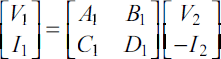 [V₁ I₁] = [A₁ B₁ C₁ D₁] [V₂ −I₂]